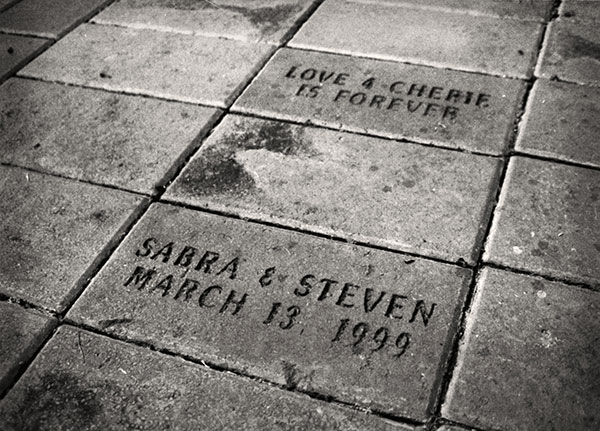 LOVE 4 CHERIE
IS FOREVER
SABRA & STEVEN
MARCH 13, 1999